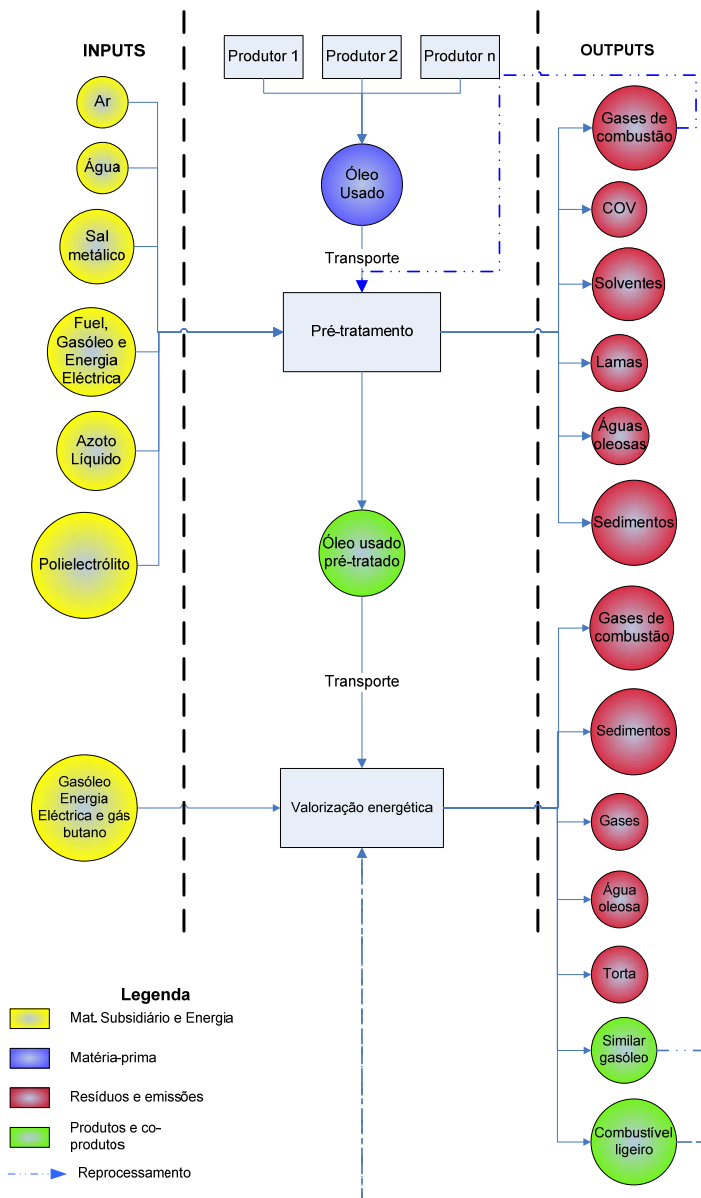 INPUTS
OUTPUTS
Produtor 1
Produtor 2
Produtor n
Ar
Água
Sal
metálico
Fuel,
Gasóleo e
Energia
Eléctrica
Azoto
Líquido
Polielectrólito
Gasóleo
Energia
Eléctrica e gás
butano
Óleo
Usado
Transporte
Pré-tratamento
Óleo usado
pré-tratado
Transporte
Valorização energética
Gases de
combustão
COV
Solventes
Lamas
Águas
oleosas
Sedimentos
Gases de
combustão
Sedimentos
Gases
Água
oleosa
Torta
Similar
gasóleo
Combustível
ligeiro
Legenda
Mat. Subsidiário e Energia
Matéria-prima
Resíduos e emissões
Produtos e co-
produtos
Reprocessamento